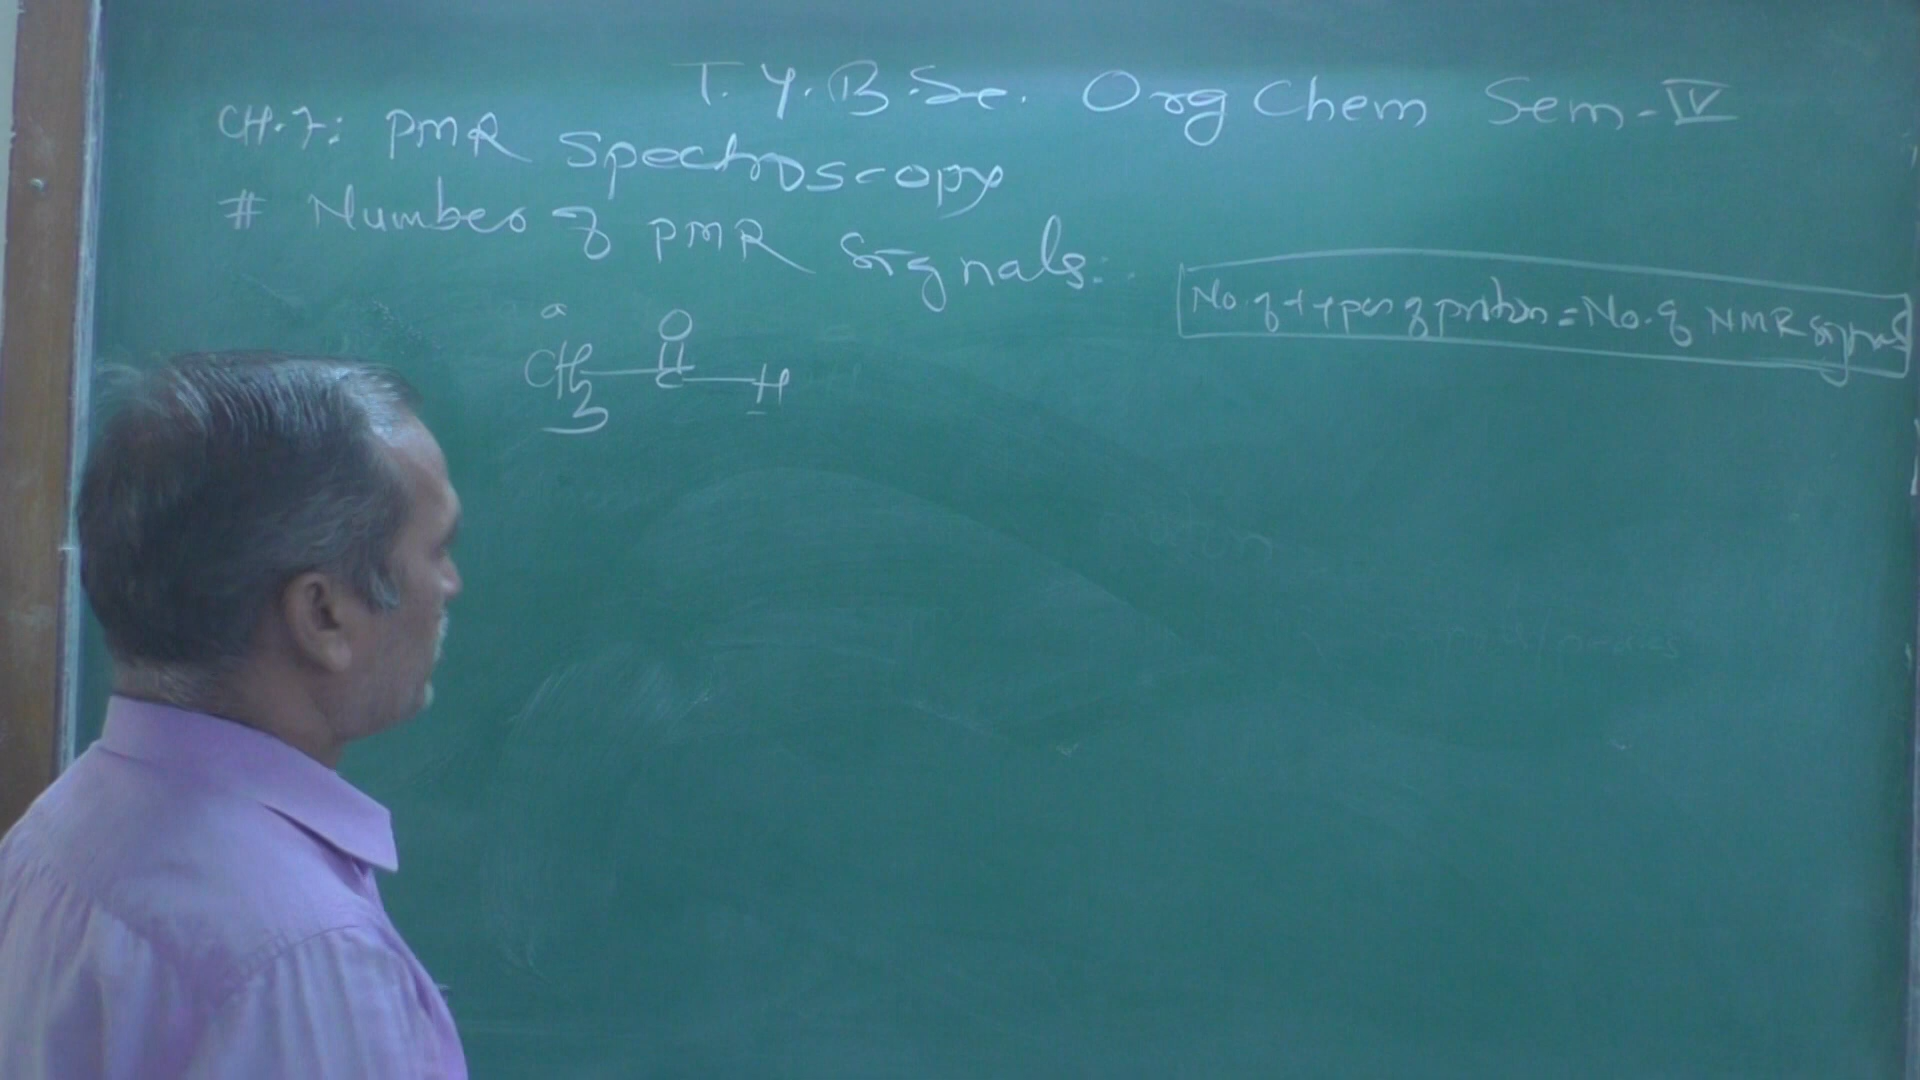 T.Y.B.Sc. Org Chem Sem-IV
CH.7: PMR Spectroscopy
# Number of PMR Signals:
No. of types of proton = No. of NMR signals
a
O
CH3 C H